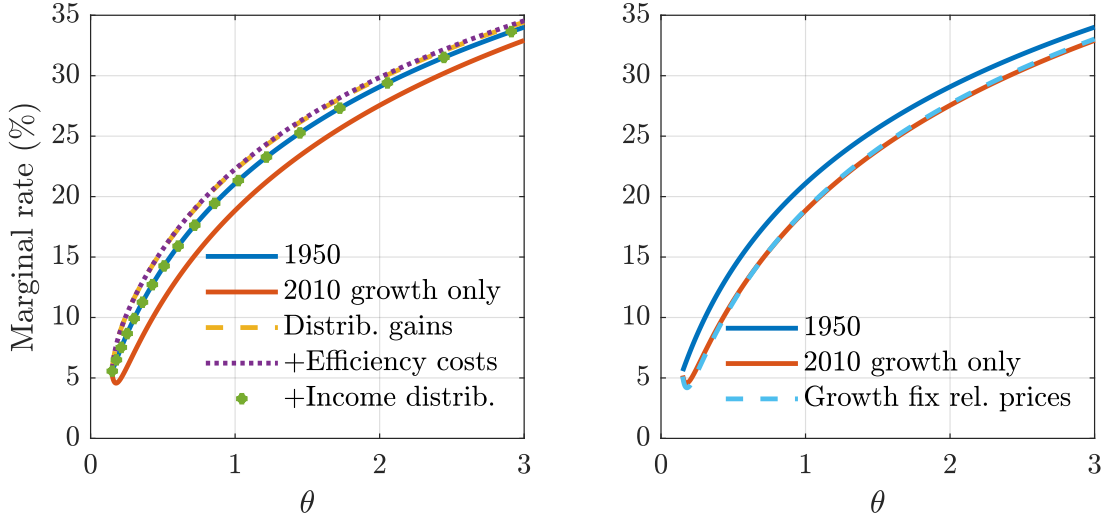 Marginal rate (%)
35
30
25
20
15
10
5
0
1950
2010 growth only
Distrib. gains
+Efficiency costs
+Income distrib.
0 1 2 3
θ
35
30
25
20
15
10
5
0
1950
2010 growth only
Growth fix rel. prices
0 1 2 3
θ